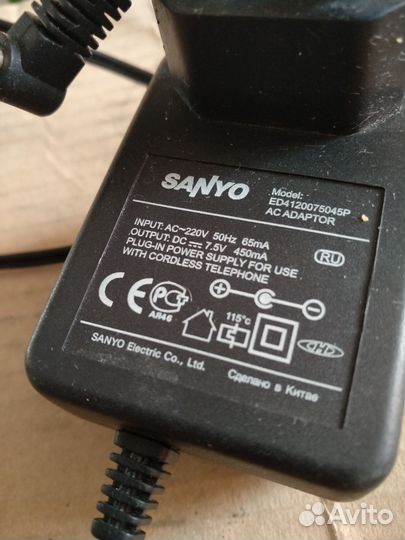 SANYO
Model:
ED4120075045P
AC ADAPTOR
INPUT: AC~220V 50Hz 65mA
OUTPUT: DC ⎓ 7.5V 450mA
PLUG-IN POWER SUPPLY FOR USE
WITH CORDLESS TELEPHONE
RU
CE
АЯ46
+ -
115°c
SANYO Electric Co., Ltd.
Сделано в Китае
Avito